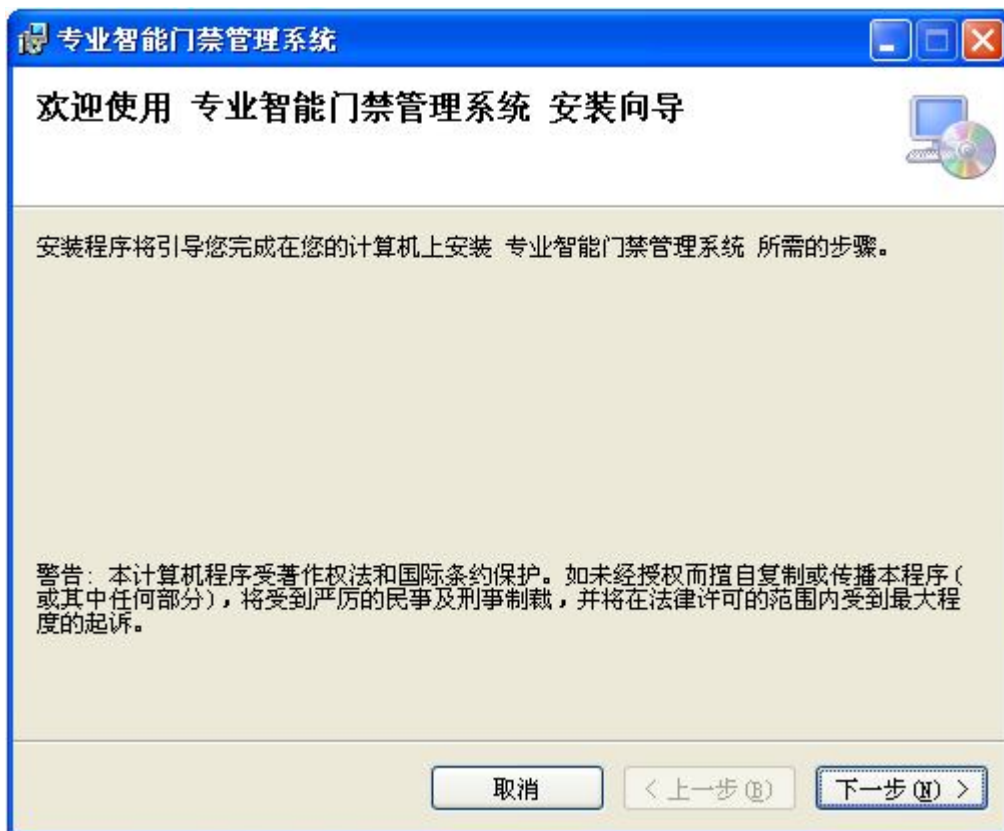 专业智能门禁管理系统
欢迎使用 专业智能门禁管理系统 安装向导
安装程序将引导您完成在您的计算机上安装 专业智能门禁管理系统 所需的步骤。
警告: 本计算机程序受著作权法和国际条约保护。如未经授权而擅自复制或传播本程序(
或其中任何部分),将受到严厉的民事及刑事制裁,并将在法律许可的范围内受到最大程
度的起诉。
取消
< 上一步(B)
下一步(N) >